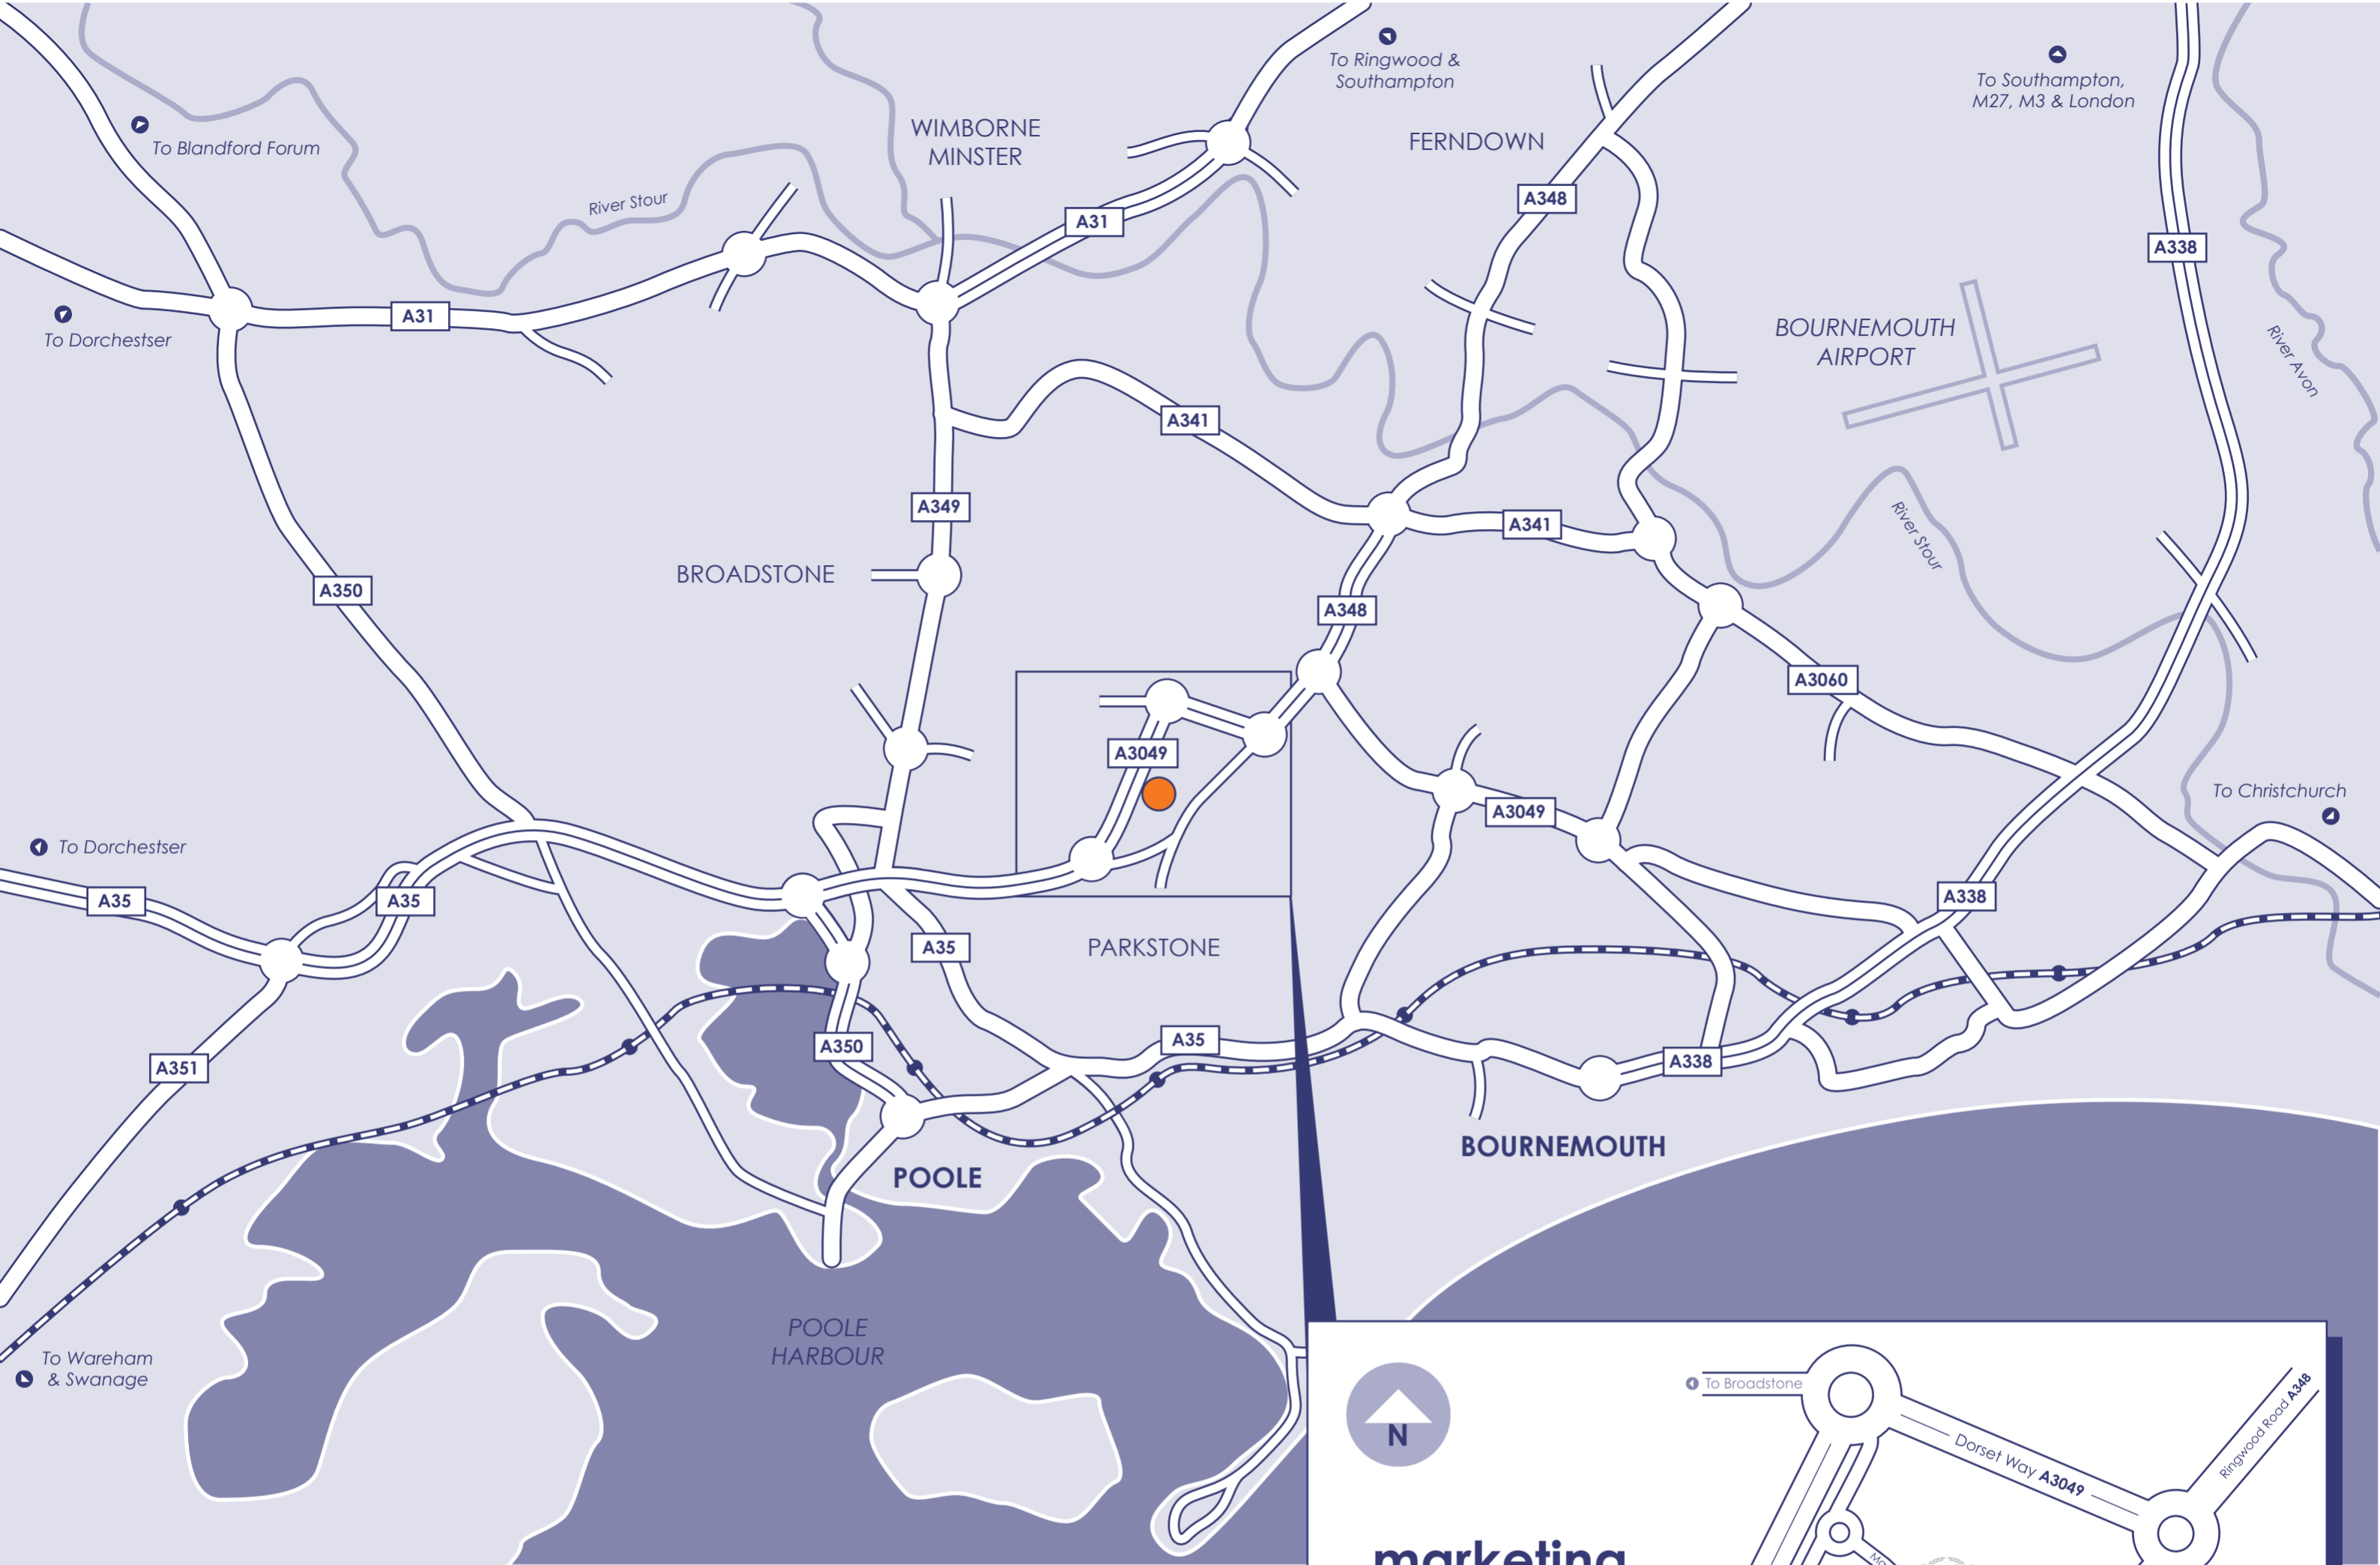 To Ringwood &
Southampton
To Southampton,
M27, M3 & London
To Blandford Forum
WIMBORNE
MINSTER
FERNDOWN
River Stour
A348
A31
A338
To Dorchestser
A31
BOURNEMOUTH
AIRPORT
River Avon
A341
A349
A341
River Stour
BROADSTONE
A350
A348
A3060
A3049
A3049
To Christchurch
To Dorchestser
A35
A35
A338
A35
PARKSTONE
A351
A350
A35
A338
BOURNEMOUTH
POOLE
POOLE
HARBOUR
To Wareham
& Swanage
N
To Broadstone
Dorset Way A3049
Ringwood Road A348
marketing